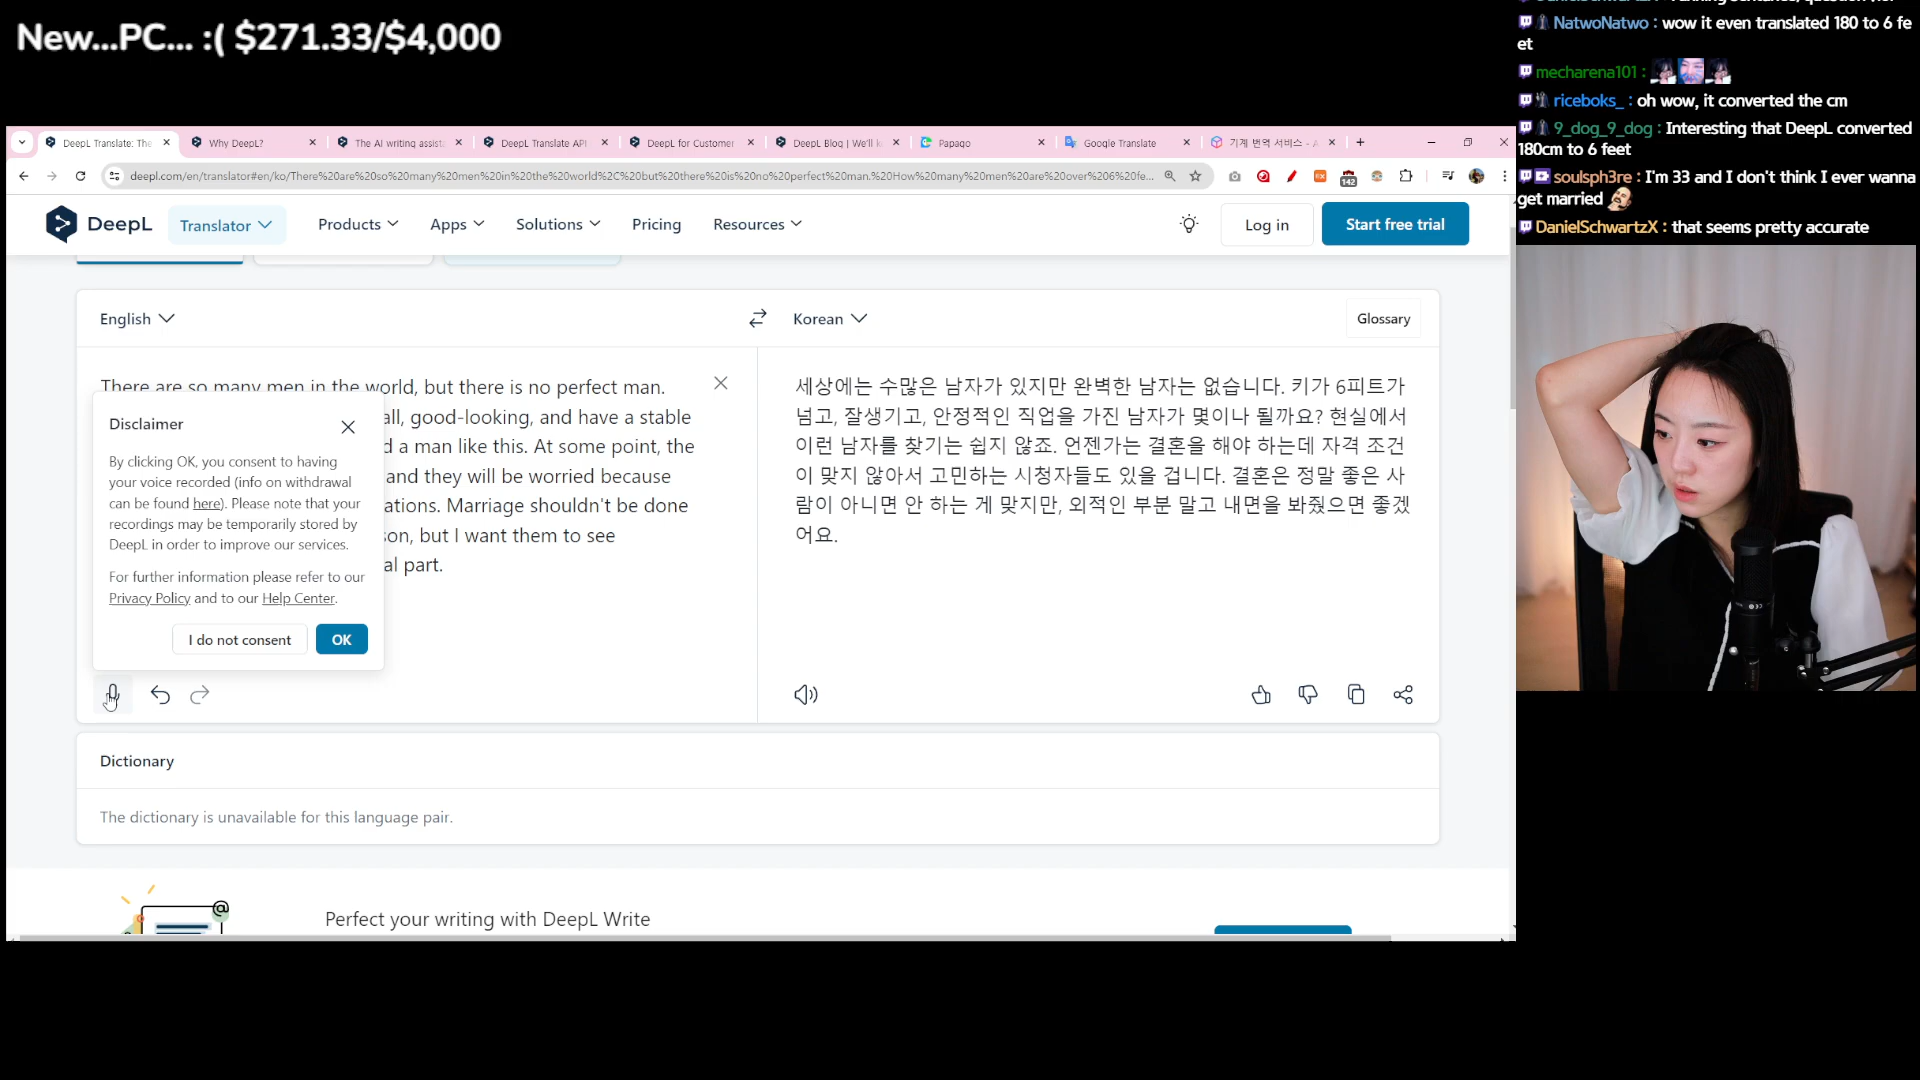 New...PC... :( $271.33/$4,000
NatwoNatwo : wow it even translated 180 to 6 fe
et
mecharena101 :
riceboks_ : oh wow, it converted the cm
9_dog_9_dog : Interesting that DeepL converted
180cm to 6 feet
soulsph3re : I'm 33 and I don't think I ever wanna
get married
DanielSchwartzX : that seems pretty accurate
DeepL Translate: The
Why DeepL?
The AI writing assist
DeepL Translate API
DeepL for Customer
DeepL Blog | We'll k
Papago
Google Translate
기계 번역 서비스 - A
deepl.com/en/translator#en/ko/There%20are%20so%20many%20men%20in%20the%20world%2C%20but%20there%20is%20no%20perfect%20man.%20How%20many%20men%20are%20over%206%20fe...
142
DeepL
Translator
Products
Apps
Solutions
Pricing
Resources
Log in
Start free trial
English
Korean
Glossary
There are so many men in the world, but there is no perfect man.
all, good-looking, and have a stable
d a man like this. At some point, the
and they will be worried because
ations. Marriage shouldn't be done
son, but I want them to see
al part.
Disclaimer
By clicking OK, you consent to having
your voice recorded (info on withdrawal
can be found here). Please note that your
recordings may be temporarily stored by
DeepL in order to improve our services.
For further information please refer to our
Privacy Policy and to our Help Center.
I do not consent
OK
세상에는 수많은 남자가 있지만 완벽한 남자는 없습니다. 키가 6피트가
넘고, 잘생기고, 안정적인 직업을 가진 남자가 몇이나 될까요? 현실에서
이런 남자를 찾기는 쉽지 않죠. 언젠가는 결혼을 해야 하는데 자격 조건
이 맞지 않아서 고민하는 시청자들도 있을 겁니다. 결혼은 정말 좋은 사
람이 아니면 안 하는 게 맞지만, 외적인 부분 말고 내면을 봐줬으면 좋겠
어요.
Dictionary
The dictionary is unavailable for this language pair.
@
Perfect your writing with DeepL Write